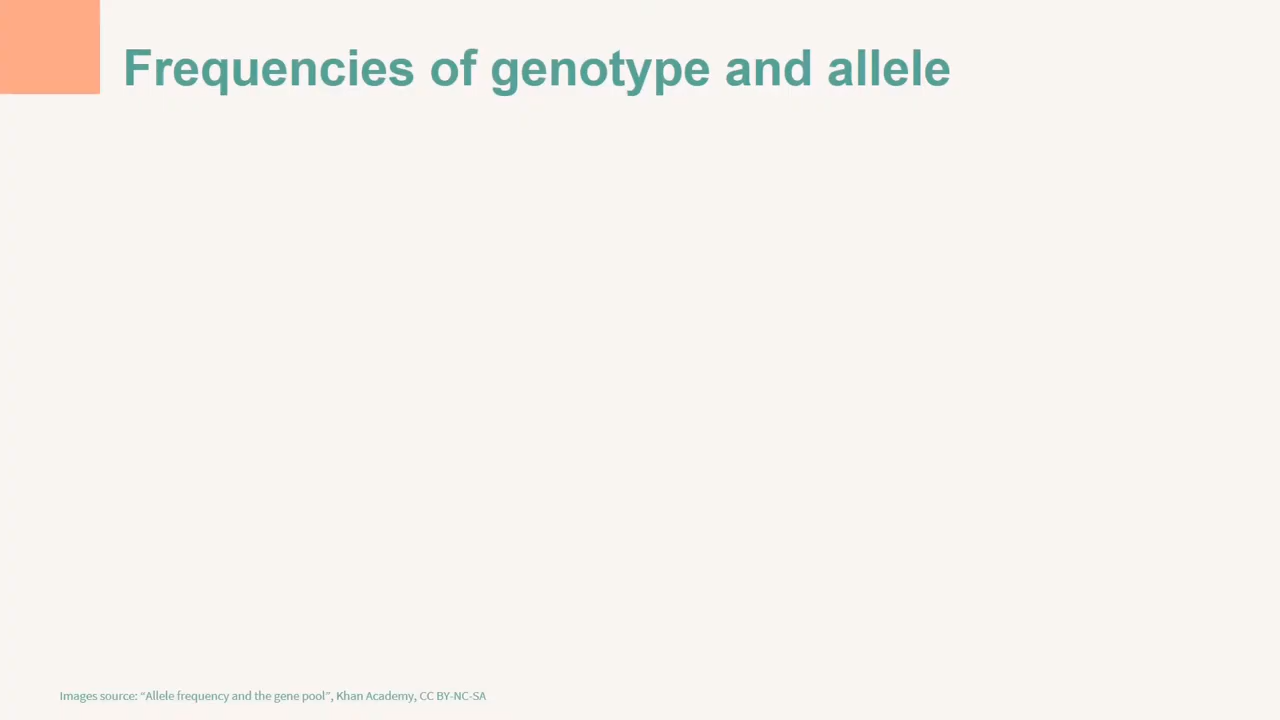 Frequencies of genotype and allele
Images source: “Allele frequency and the gene pool”, Khan Academy, CC BY-NC-SA